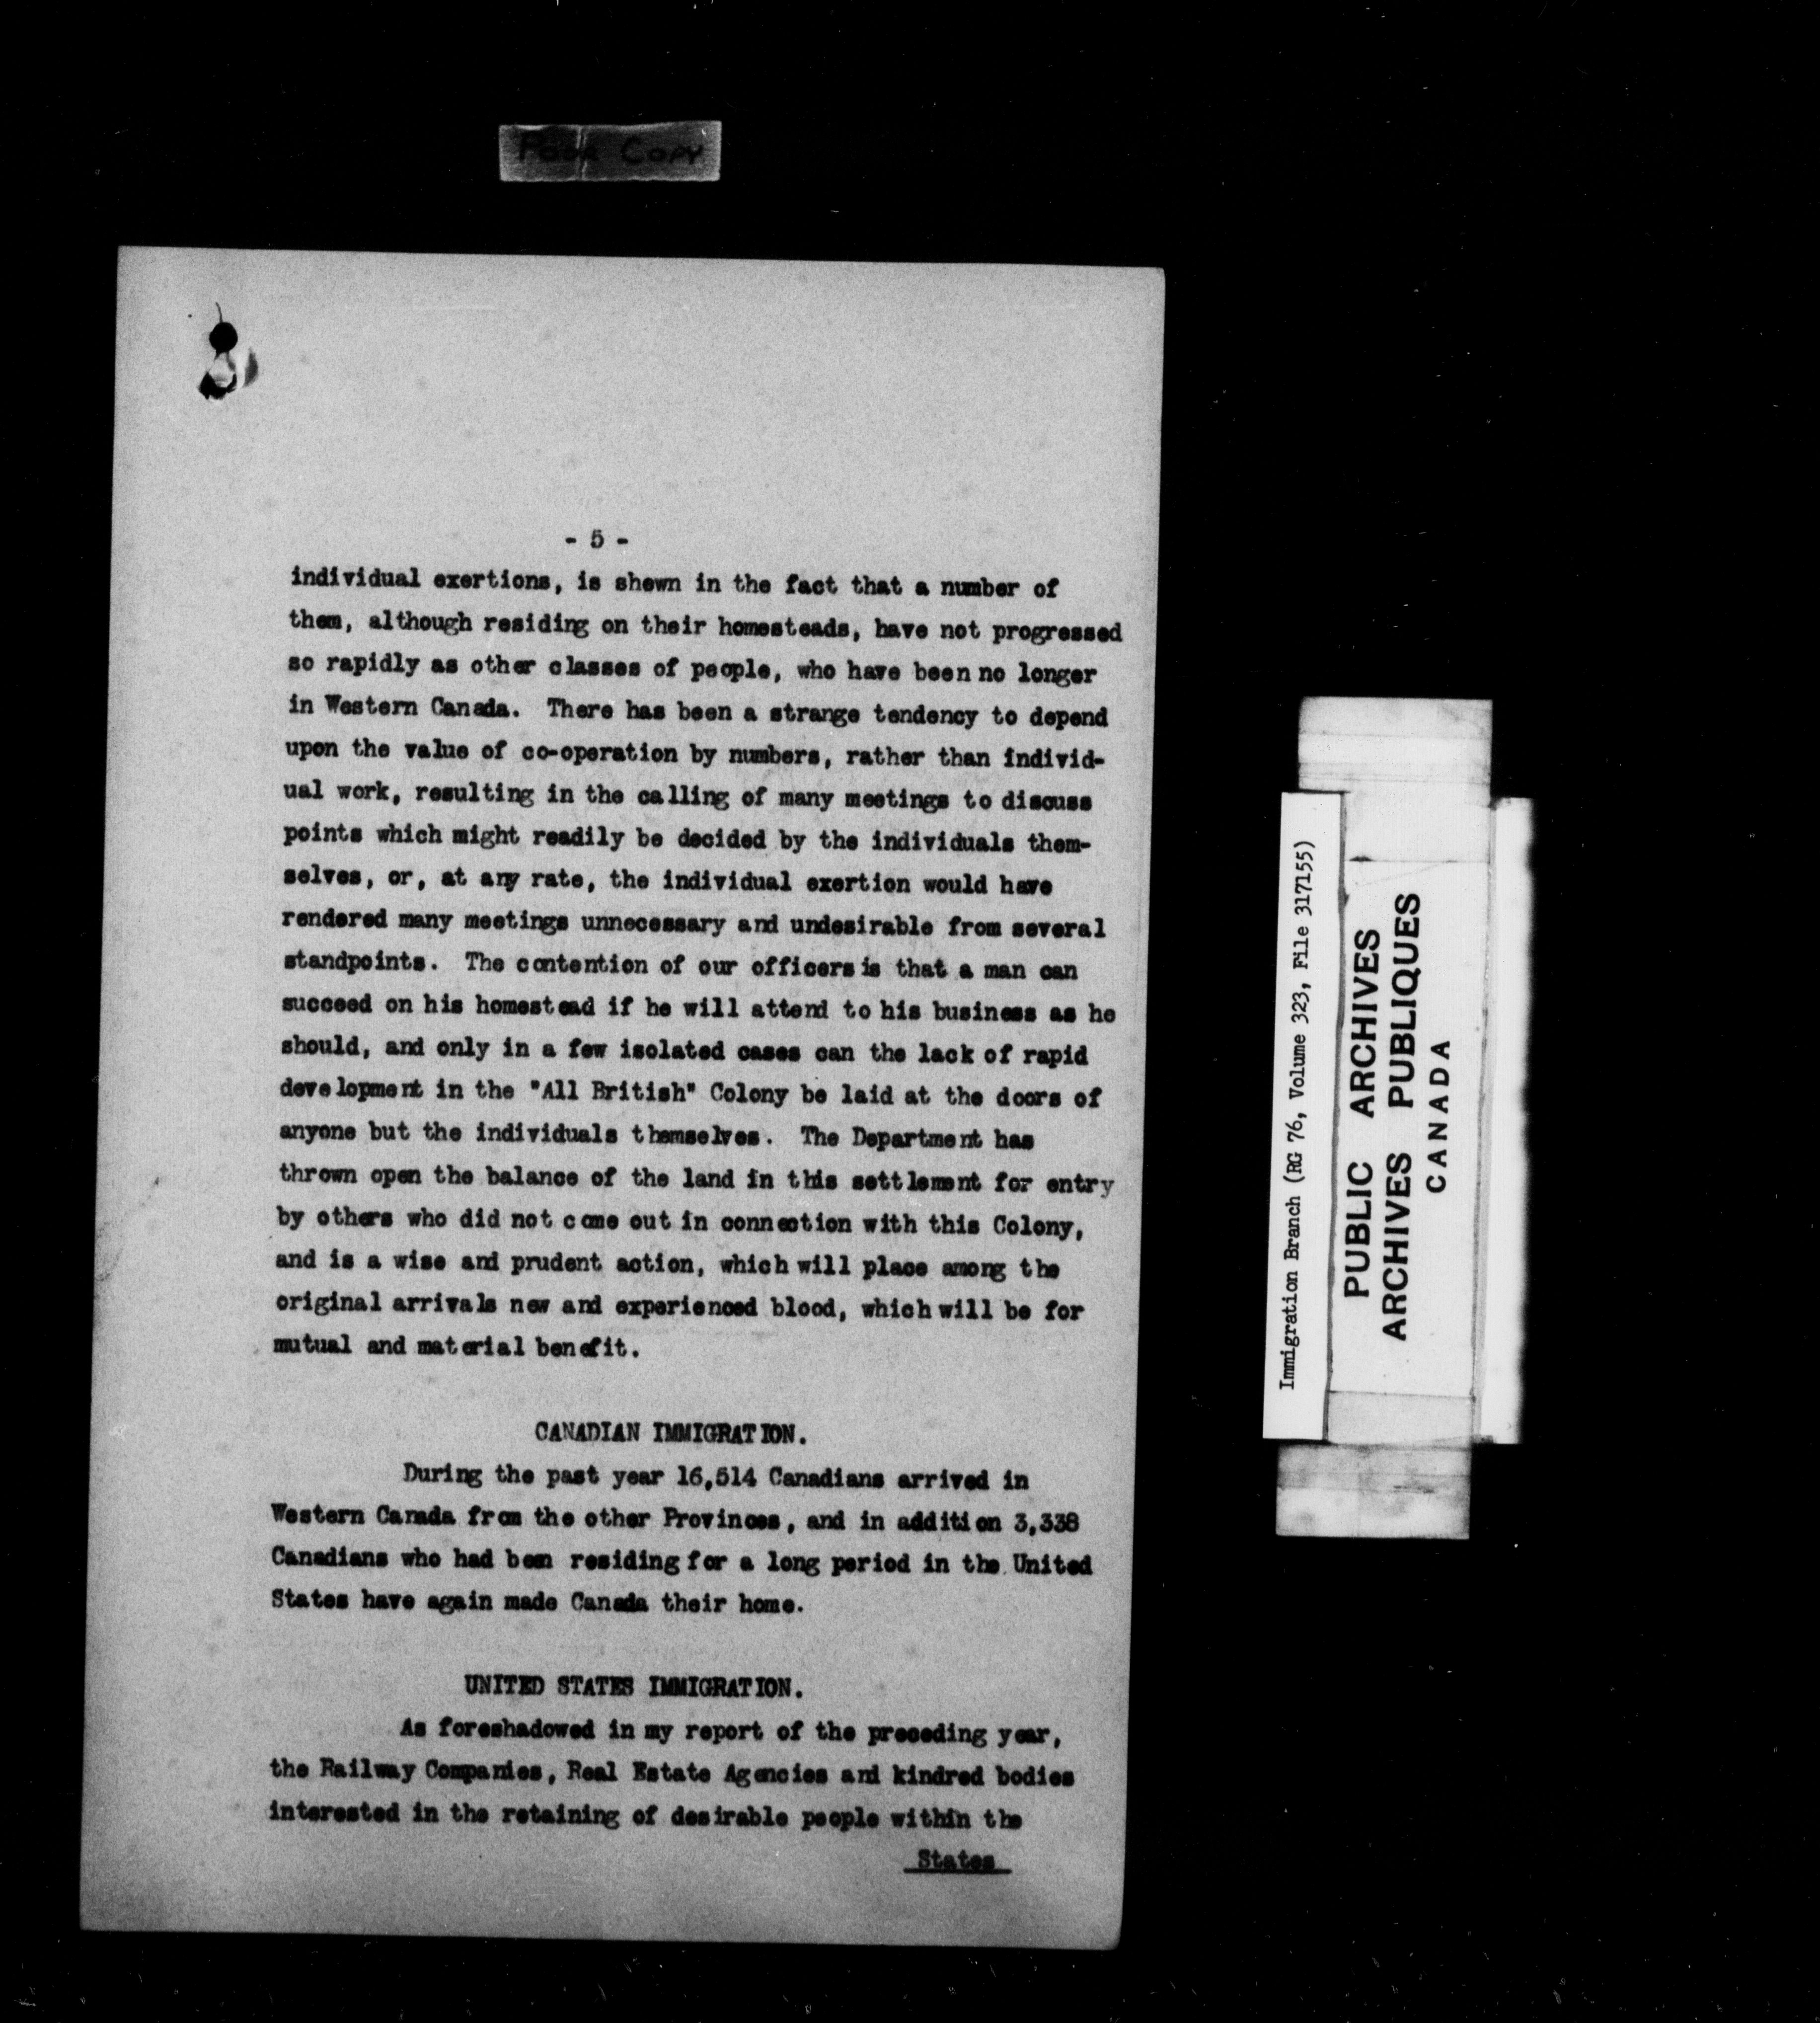 Poor Copy
- 5 -
individual exertions, is shewn in the fact that a number of
them, although residing on their homesteads, have not progressed
so rapidly as other classes of people, who have been no longer
in Western Canada. There has been a strange tendency to depend
upon the value of co-operation by numbers, rather than individ-
ual work, resulting in the calling of many meetings to discuss
points which might readily be decided by the individuals them-
selves, or, at any rate, the individual exertion would have
rendered many meetings unnecessary and undesirable from several
standpoints. The contention of our officers is that a man can
succeed on his homestead if he will attend to his business as he
should, and only in a few isolated cases can the lack of rapid
development in the "All British" Colony be laid at the doors of
anyone but the individuals themselves. The Department has
thrown open the balance of the land in this settlement for entry
by others who did not come out in connection with this Colony,
and is a wise and prudent action, which will place among the
original arrivals new and experienced blood, which will be for
mutual and material benefit.
CANADIAN IMMIGRATION.
During the past year 16,514 Canadians arrived in
Western Canada from the other Provinces, and in addition 3,338
Canadians who had been residing for a long period in the United
States have again made Canada their home.
UNITED STATES IMMIGRATION.
As foreshadowed in my report of the preceding year,
the Railway Companies, Real Estate Agencies and kindred bodies
interested in the retaining of desirable people within the
States
Immigration Branch (RG 76, Volume 323, File 317155)
PUBLIC ARCHIVES
ARCHIVES PUBLIQUES
CANADA